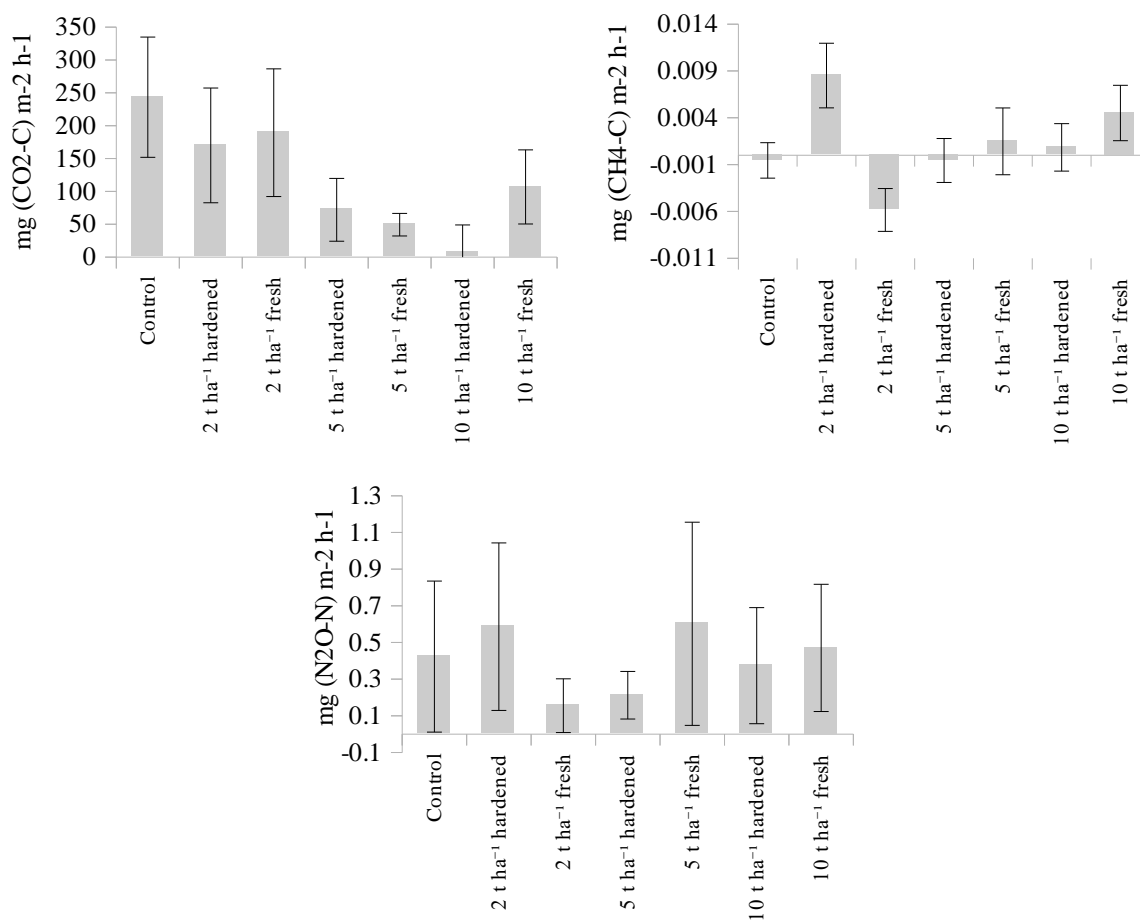 mg (CO2-C) m-2 h-1
350
300
250
200
150
100
50
0
Control
2 t ha⁻¹ hardened
2 t ha⁻¹ fresh
5 t ha⁻¹ hardened
5 t ha⁻¹ fresh
10 t ha⁻¹ hardened
10 t ha⁻¹ fresh
mg (CH4-C) m-2 h-1
0.014
0.009
0.004
-0.001
-0.006
-0.011
Control
2 t ha⁻¹ hardened
2 t ha⁻¹ fresh
5 t ha⁻¹ hardened
5 t ha⁻¹ fresh
10 t ha⁻¹ hardened
10 t ha⁻¹ fresh
mg (N2O-N) m-2 h-1
1.3
1.1
0.9
0.7
0.5
0.3
0.1
-0.1
Control
2 t ha⁻¹ hardened
2 t ha⁻¹ fresh
5 t ha⁻¹ hardened
5 t ha⁻¹ fresh
10 t ha⁻¹ hardened
10 t ha⁻¹ fresh